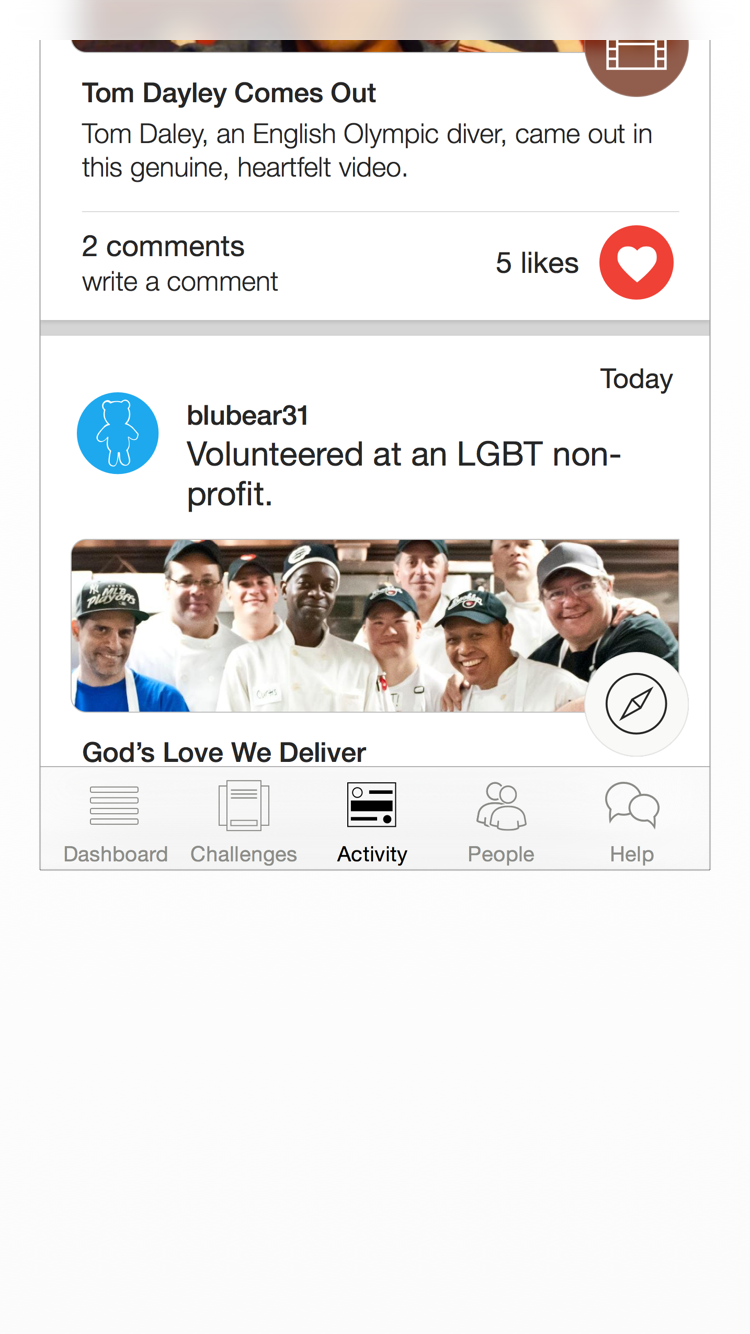 Tom Dayley Comes Out
Tom Daley, an English Olympic diver, came out in
this genuine, heartfelt video.
2 comments
write a comment
5 likes
Today
blubear31
Volunteered at an LGBT non-
profit.
God’s Love We Deliver
Dashboard
Challenges
Activity
People
Help